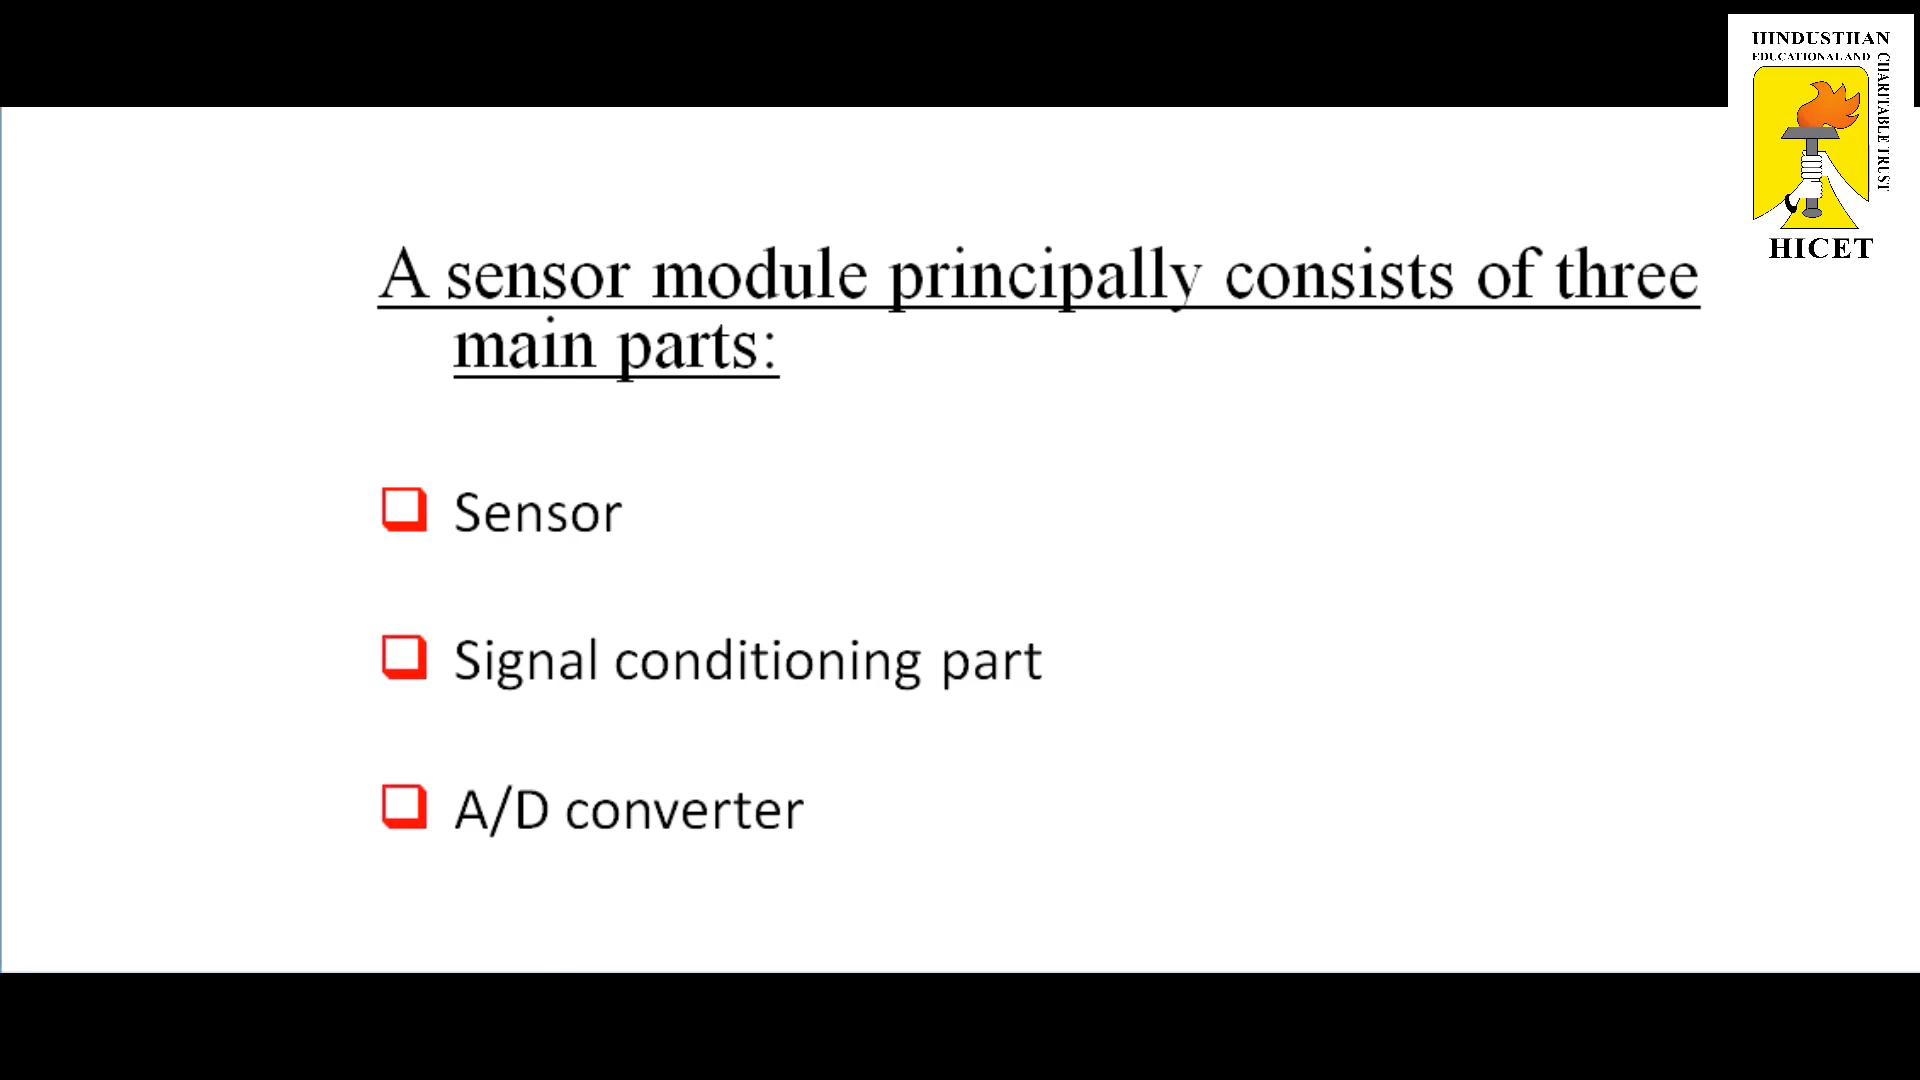 HINDUSTHAN
EDUCATIONAL AND
CHARITABLE TRUST
HICET
A sensor module principally consists of three
main parts:
Sensor
Signal conditioning part
A/D converter